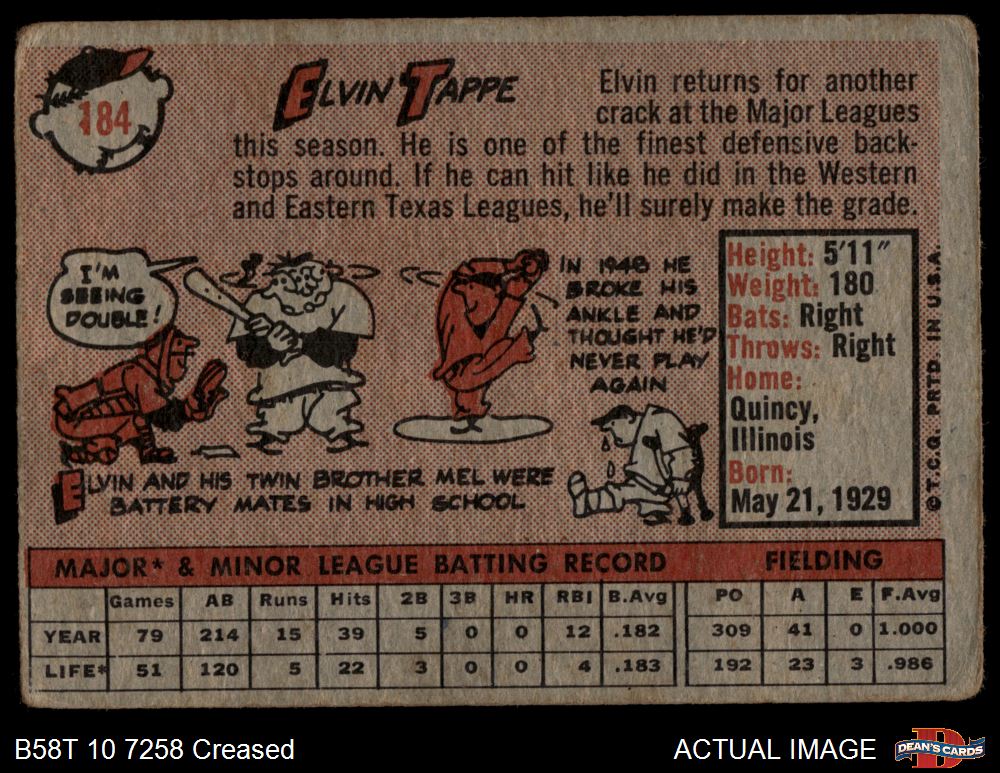 184
ELVIN TAPPE
Elvin returns for another
crack at the Major Leagues
this season. He is one of the finest defensive back-
stops around. If he can hit like he did in the Western
and Eastern Texas Leagues, he'll surely make the grade.
I'M
SEEING
DOUBLE!
ELVIN AND HIS TWIN BROTHER MEL WERE
BATTERY MATES IN HIGH SCHOOL
IN 1948 HE
BROKE HIS
ANKLE AND
THOUGHT HE'D
NEVER PLAY
AGAIN
Height: 5'11"
Weight: 180
Bats: Right
Throws: Right
Home:
Quincy,
Illinois
Born:
May 21, 1929
©T.C.G. PRTD. IN U.S.A.
MAJOR* & MINOR LEAGUE BATTING RECORD FIELDING
Games AB Runs Hits 2B 3B HR RBI B.Avg PO A E F.Avg
YEAR 79 214 15 39 5 0 0 12 .182 309 41 0 1.000
LIFE* 51 120 5 22 3 0 0 4 .183 192 23 3 .986
B58T 10 7258 Creased
ACTUAL IMAGE
D
DEAN'S CARDS